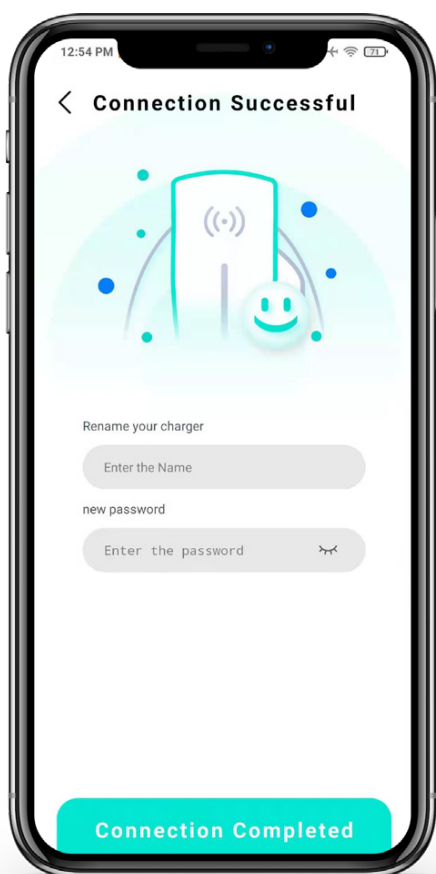 12:54 PM
71
Connection Successful
Rename your charger
Enter the Name
new password
Enter the password
Connection Completed